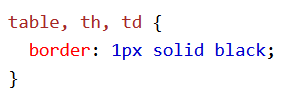 table, th, td {
  border: 1px solid black;
}